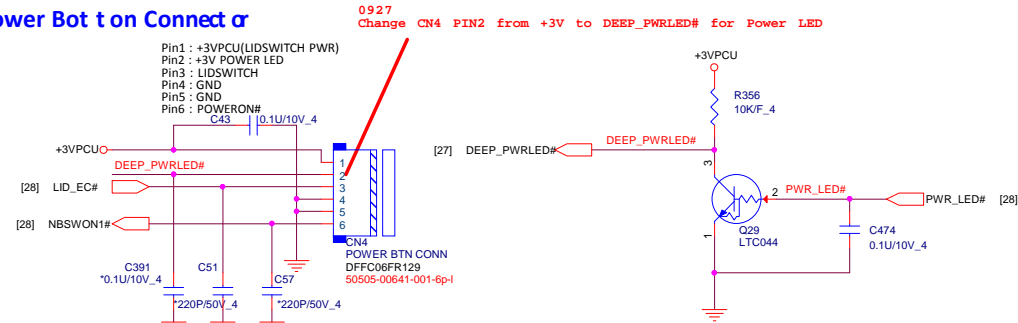 ower Bot t on Connect or
0927
Change CN4 PIN2 from +3V to DEEP_PWRLED# for Power LED
Pin1 : +3VPCU(LIDSWITCH PWR)
Pin2 : +3V POWER LED
Pin3 : LIDSWITCH
Pin4 : GND
Pin5 : GND
Pin6 : POWERON#
C43
0.1U/10V_4
+3VPCU
DEEP_PWRLED#
[28] LID_EC#
[28] NBSWON1#
1
2
3
4
5
6
CN4
POWER BTN CONN
DFFC06FR129
50505-00641-001-6p-l
C391
*0.1U/10V_4
C51
*220P/50V_4
C57
*220P/50V_4
+3VPCU
R356
10K/F_4
[27] DEEP_PWRLED#
DEEP_PWRLED#
3
2
PWR_LED#
PWR_LED# [28]
1
Q29
LTC044
C474
0.1U/10V_4